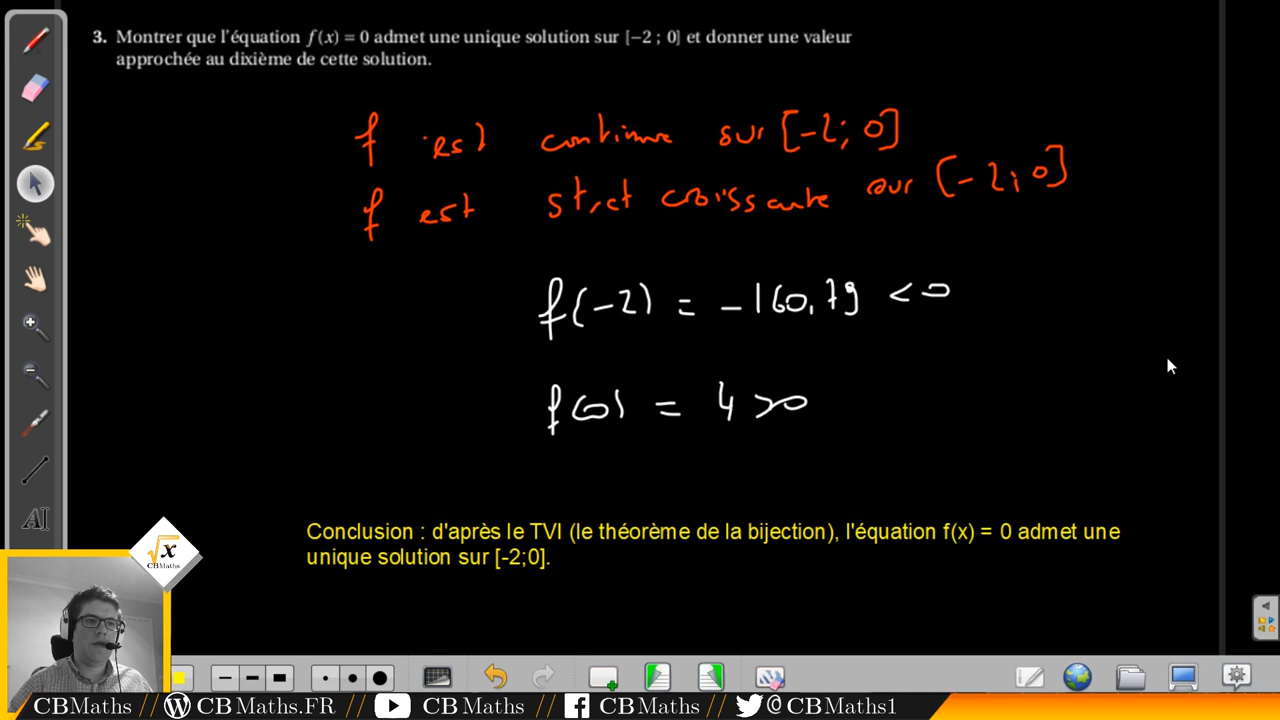 3. Montrer que l'équation f(x) = 0 admet une unique solution sur [−2 ; 0] et donner une valeur
approchée au dixième de cette solution.
f est continue sur [-2; 0]
f est strict croissante sur [-2; 0]
f(-2) = -160,79 < 0
f(0) = 4 > 0
Conclusion : d'après le TVI (le théorème de la bijection), l'équation f(x) = 0 admet une
unique solution sur [-2;0].
√x
CBMaths
AI
CBMaths // CBMaths.FR // CBMaths // CBMaths // @CBMaths1